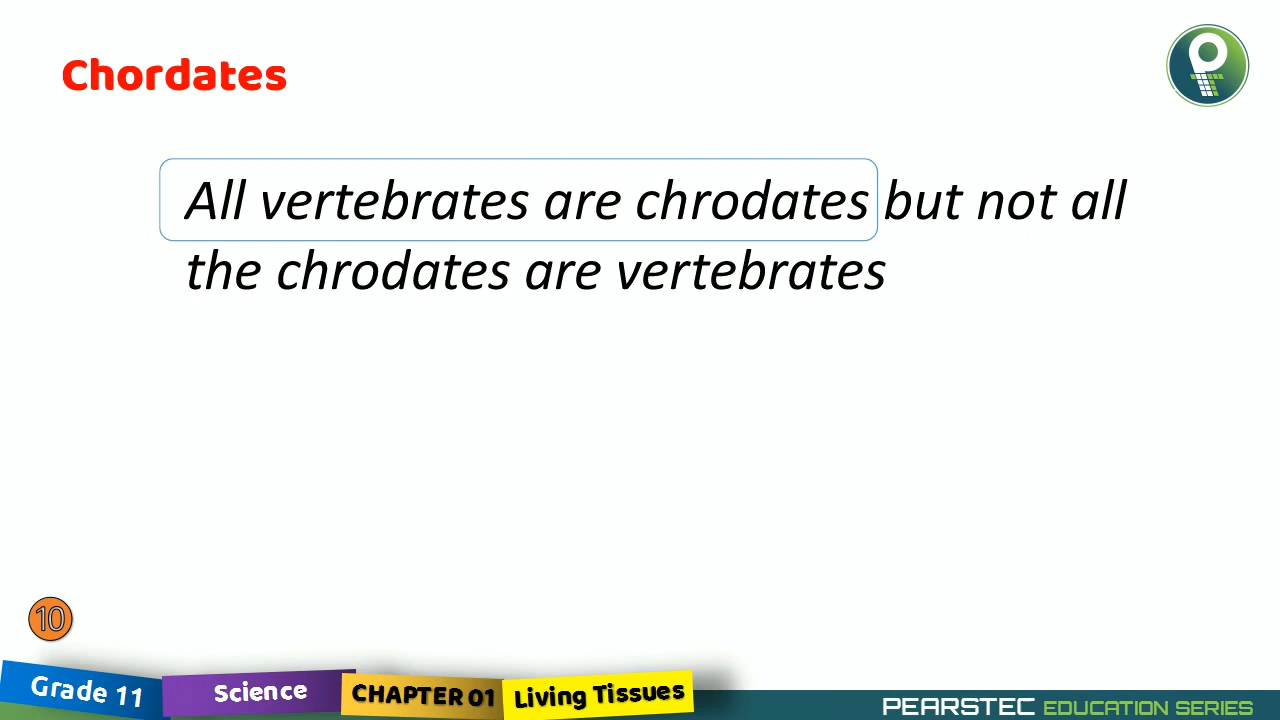 Chordates
All vertebrates are chrodates but not all
the chrodates are vertebrates
10
Grade 11 Science CHAPTER 01 Living Tissues
PEARSTEC EDUCATION SERIES